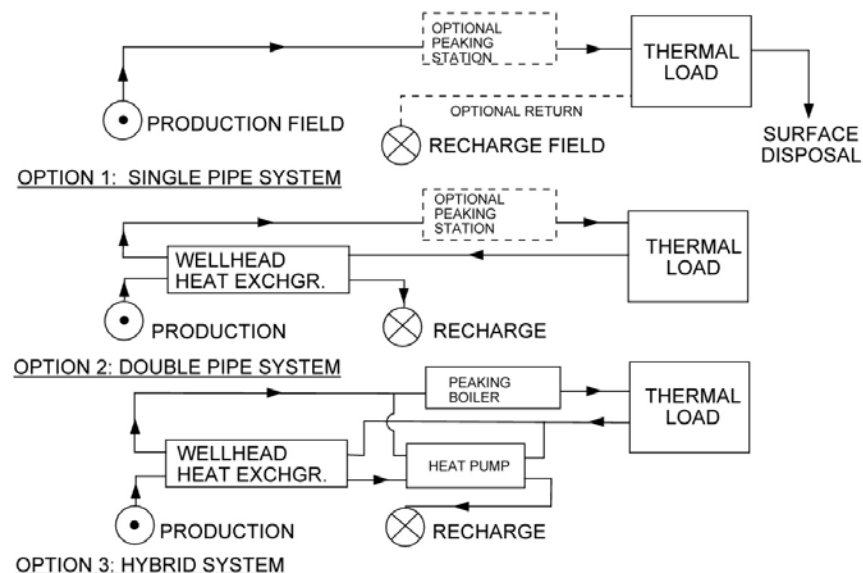 OPTIONAL
PEAKING
STATION
THERMAL
LOAD
PRODUCTION FIELD
OPTIONAL RETURN
RECHARGE FIELD
SURFACE
DISPOSAL
OPTION 1: SINGLE PIPE SYSTEM
OPTIONAL
PEAKING
STATION
WELLHEAD
HEAT EXCHGR.
THERMAL
LOAD
PRODUCTION
RECHARGE
OPTION 2: DOUBLE PIPE SYSTEM
PEAKING
BOILER
THERMAL
LOAD
WELLHEAD
HEAT EXCHGR.
HEAT PUMP
PRODUCTION
RECHARGE
OPTION 3: HYBRID SYSTEM